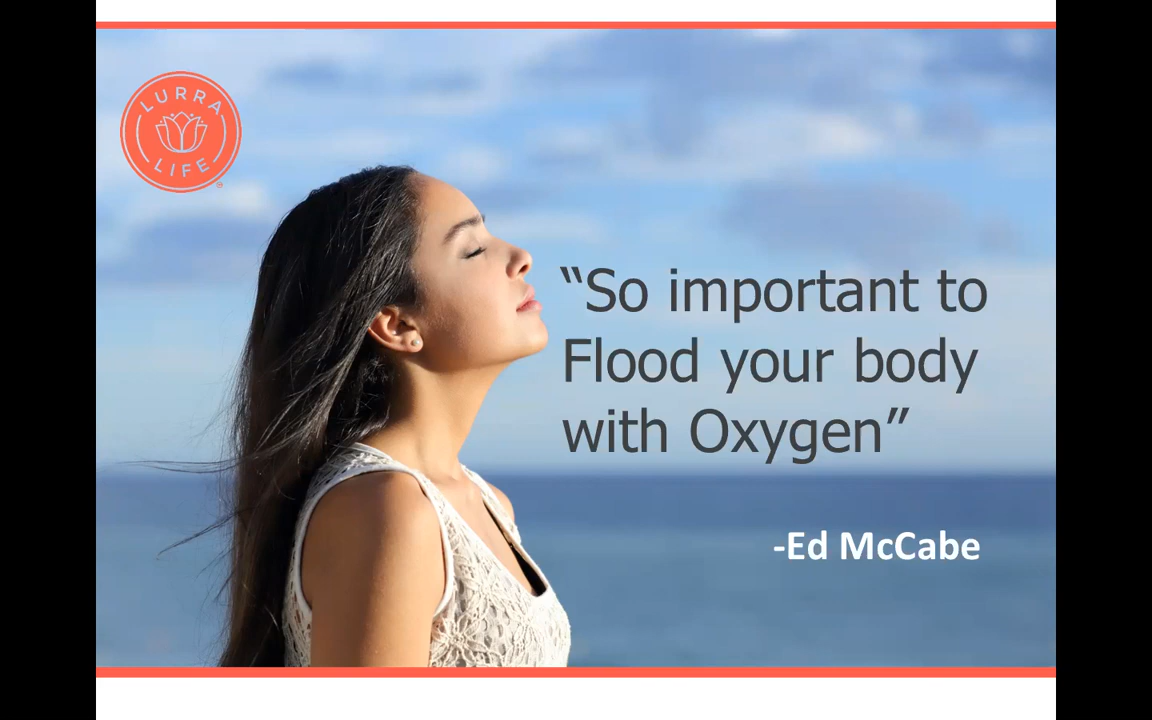 LURRA
LIFE
®
“So important to
Flood your body
with Oxygen”
-Ed McCabe